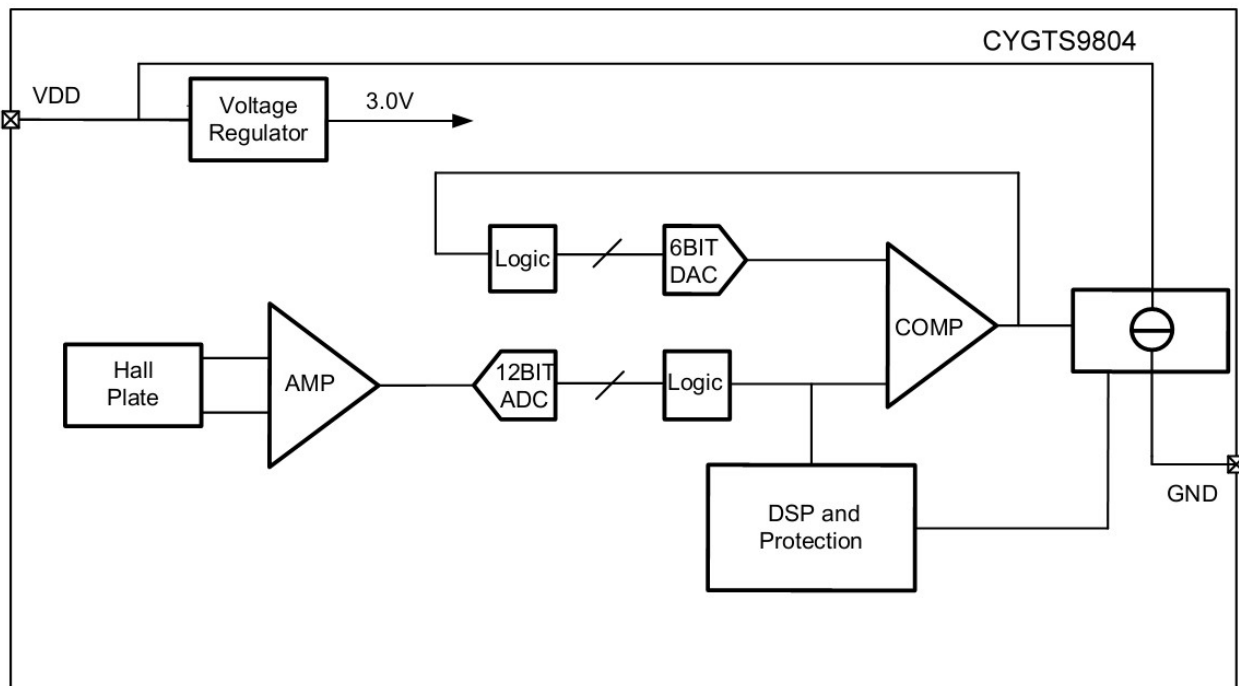 CYGTS9804
VDD
Voltage
Regulator
3.0V
Logic
6BIT
DAC
COMP
Hall
Plate
AMP
12BIT
ADC
Logic
DSP and
Protection
GND